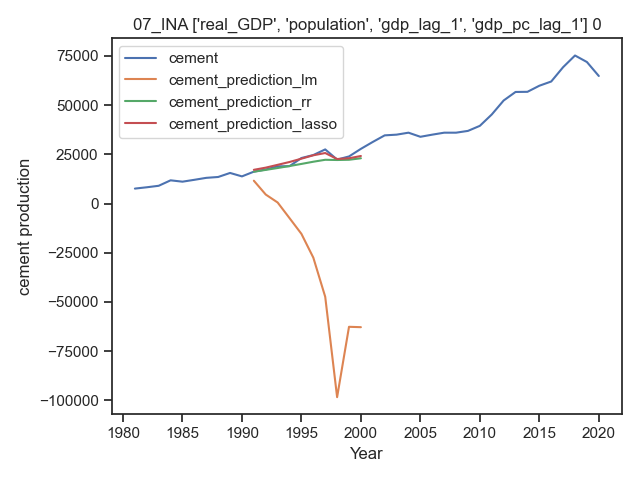 07_INA ['real_GDP', 'population', 'gdp_lag_1', 'gdp_pc_lag_1'] 0
cement
cement_prediction_lm
cement_prediction_rr
cement_prediction_lasso
75000
50000
25000
0
−25000
−50000
−75000
−100000
cement production
1980 1985 1990 1995 2000 2005 2010 2015 2020
Year